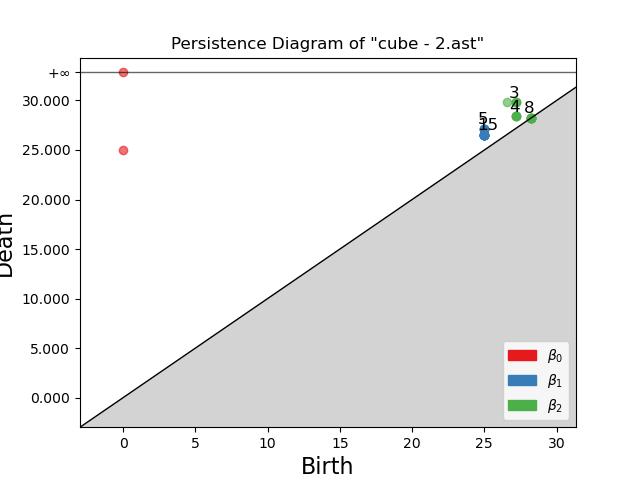 Persistence Diagram of "cube - 2.ast"
+∞
30.000
25.000
20.000
15.000
10.000
5.000
0.000
Death
3
4 8
5
15
β0
β1
β2
0 5 10 15 20 25 30
Birth